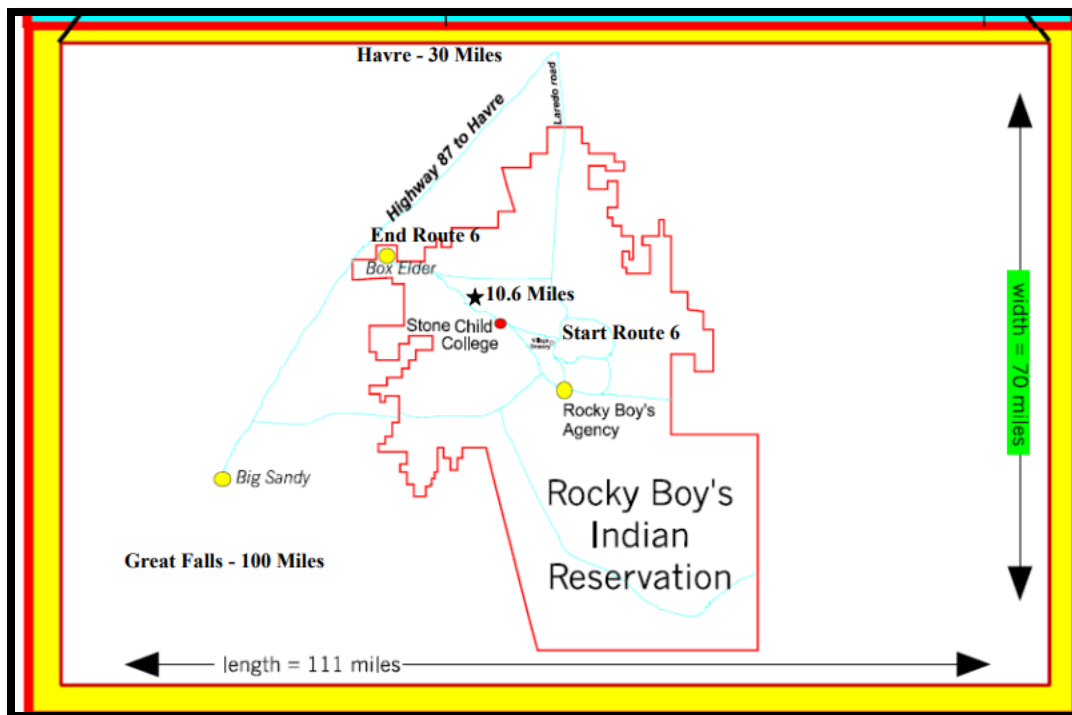 Havre - 30 Miles
Laredo road
Highway 87 to Havre
End Route 6
Box Elder
10.6 Miles
Stone Child
College
Start Route 6
Village
Rocky Boy's
Agency
width = 70 miles
Big Sandy
Rocky Boy's
Indian
Reservation
Great Falls - 100 Miles
length = 111 miles